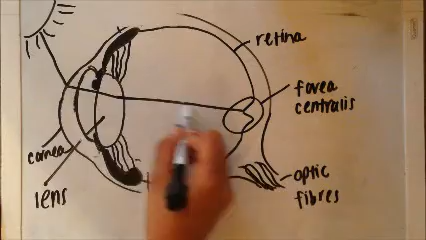 retina
fovea
centralis
cornea
lens
optic
fibres